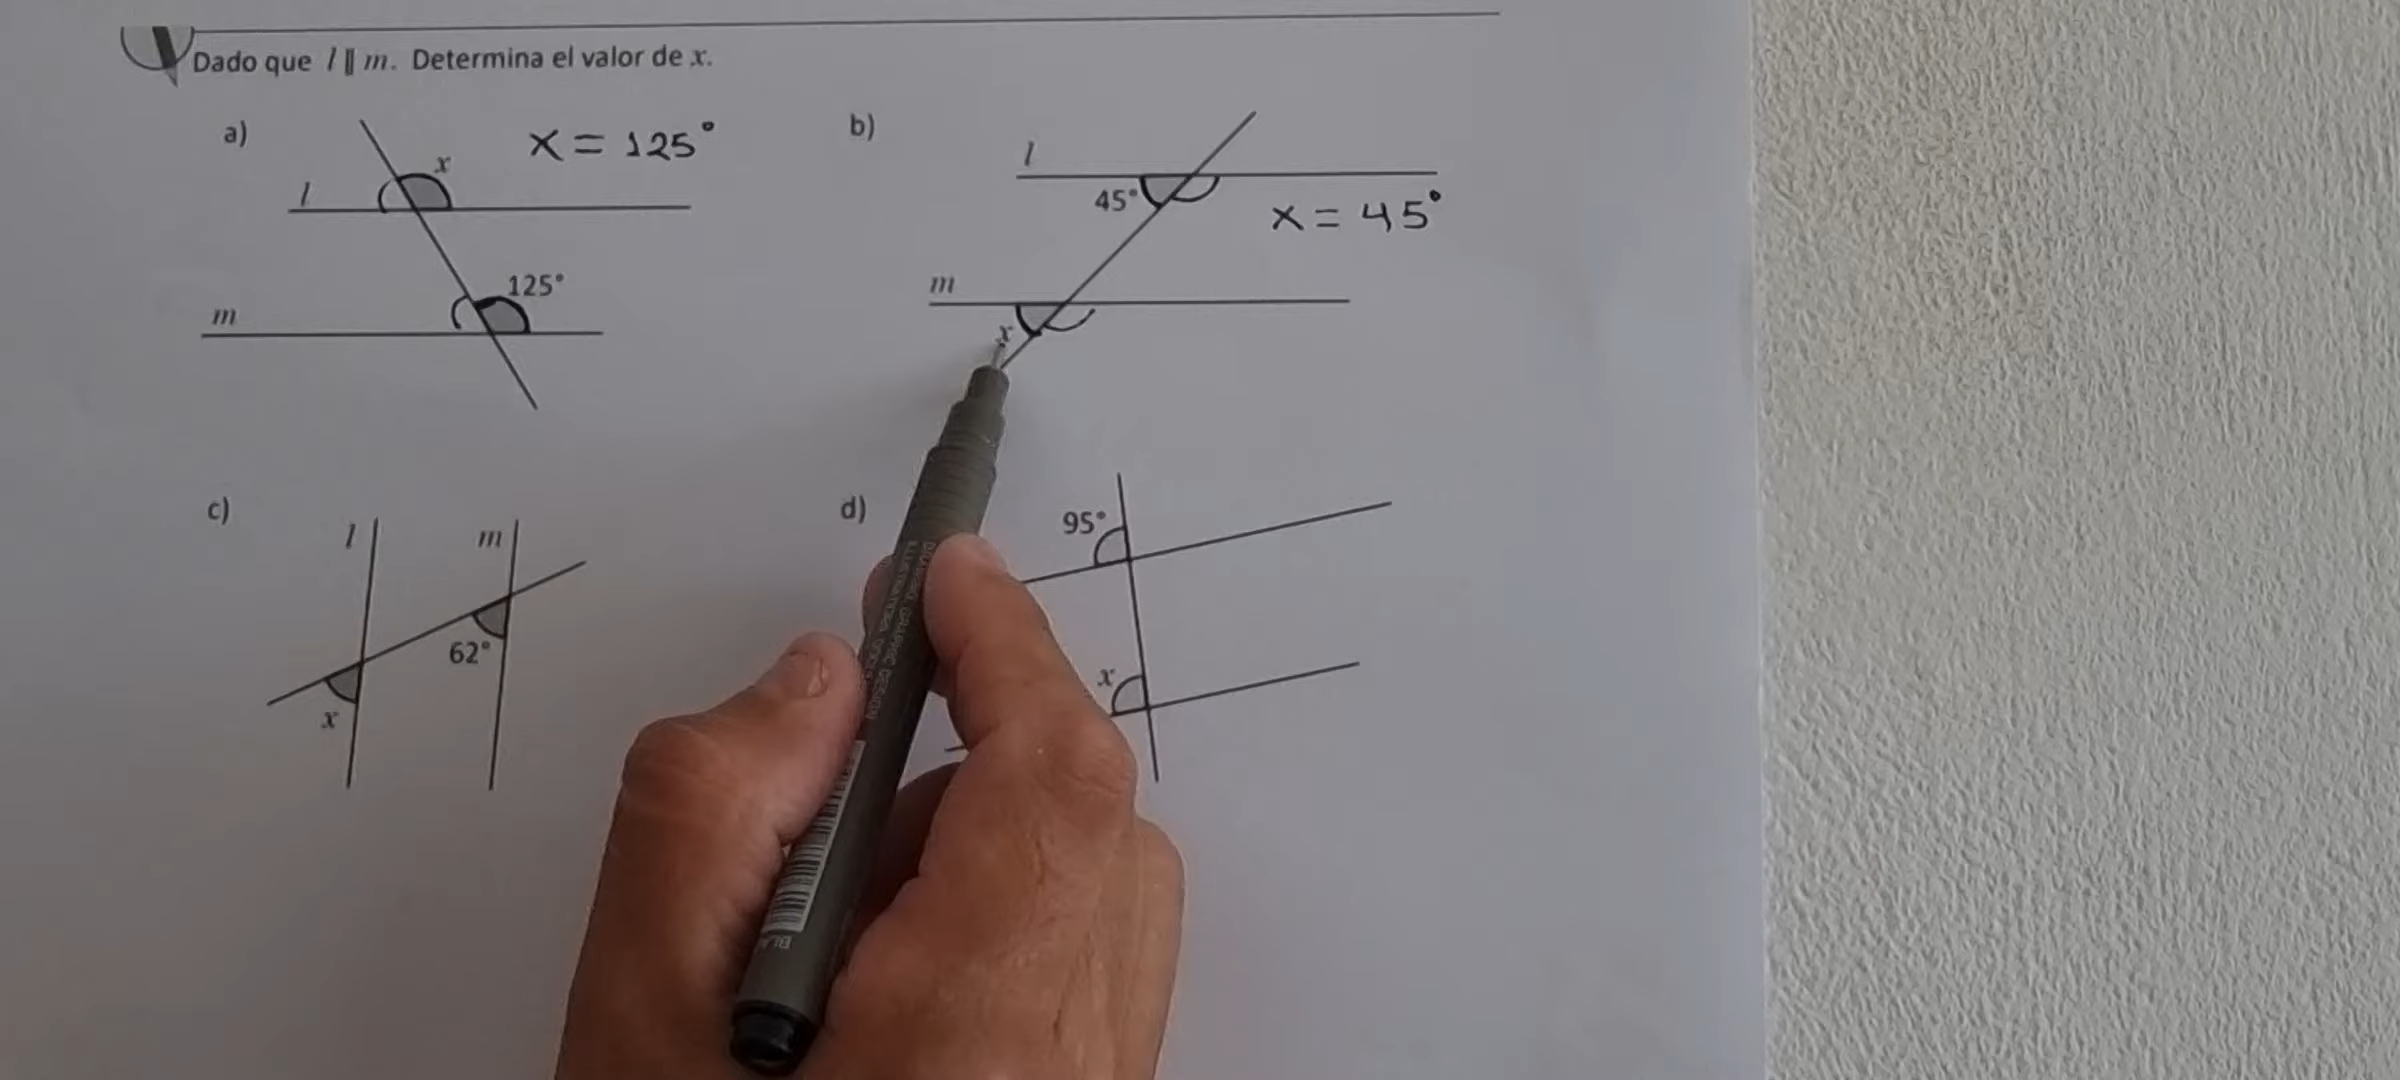 Dado que l ∥ m. Determina el valor de x.
a)
x
x = 125°
l
125°
m
b)
l
45°
x = 45°
m
x
c)
l
m
62°
x
d)
95°
x